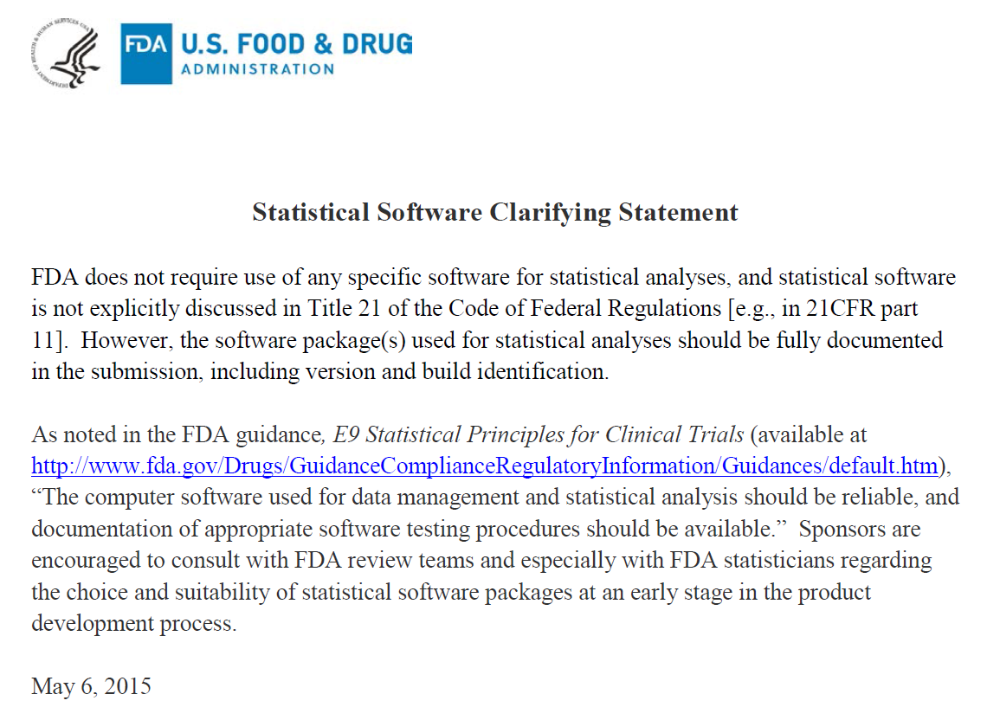 DEPARTMENT OF HEALTH & HUMAN SERVICES · USA
FDA U.S. FOOD & DRUG
ADMINISTRATION
Statistical Software Clarifying Statement
FDA does not require use of any specific software for statistical analyses, and statistical software
is not explicitly discussed in Title 21 of the Code of Federal Regulations [e.g., in 21CFR part
11].  However, the software package(s) used for statistical analyses should be fully documented
in the submission, including version and build identification.
As noted in the FDA guidance, E9 Statistical Principles for Clinical Trials (available at
http://www.fda.gov/Drugs/GuidanceComplianceRegulatoryInformation/Guidances/default.htm),
“The computer software used for data management and statistical analysis should be reliable, and
documentation of appropriate software testing procedures should be available.”  Sponsors are
encouraged to consult with FDA review teams and especially with FDA statisticians regarding
the choice and suitability of statistical software packages at an early stage in the product
development process.
May 6, 2015